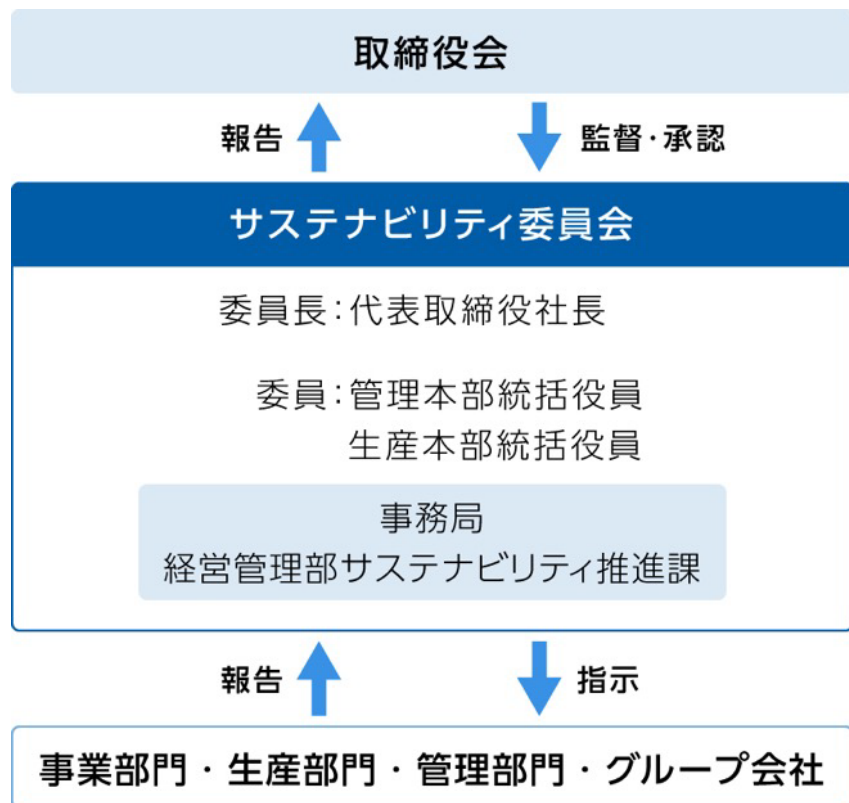 取締役会
報告
監督・承認
サステナビリティ委員会
委員長：代表取締役社長
委員：管理本部統括役員
生産本部統括役員
事務局
経営管理部サステナビリティ推進課
報告
指示
事業部門・生産部門・管理部門・グループ会社